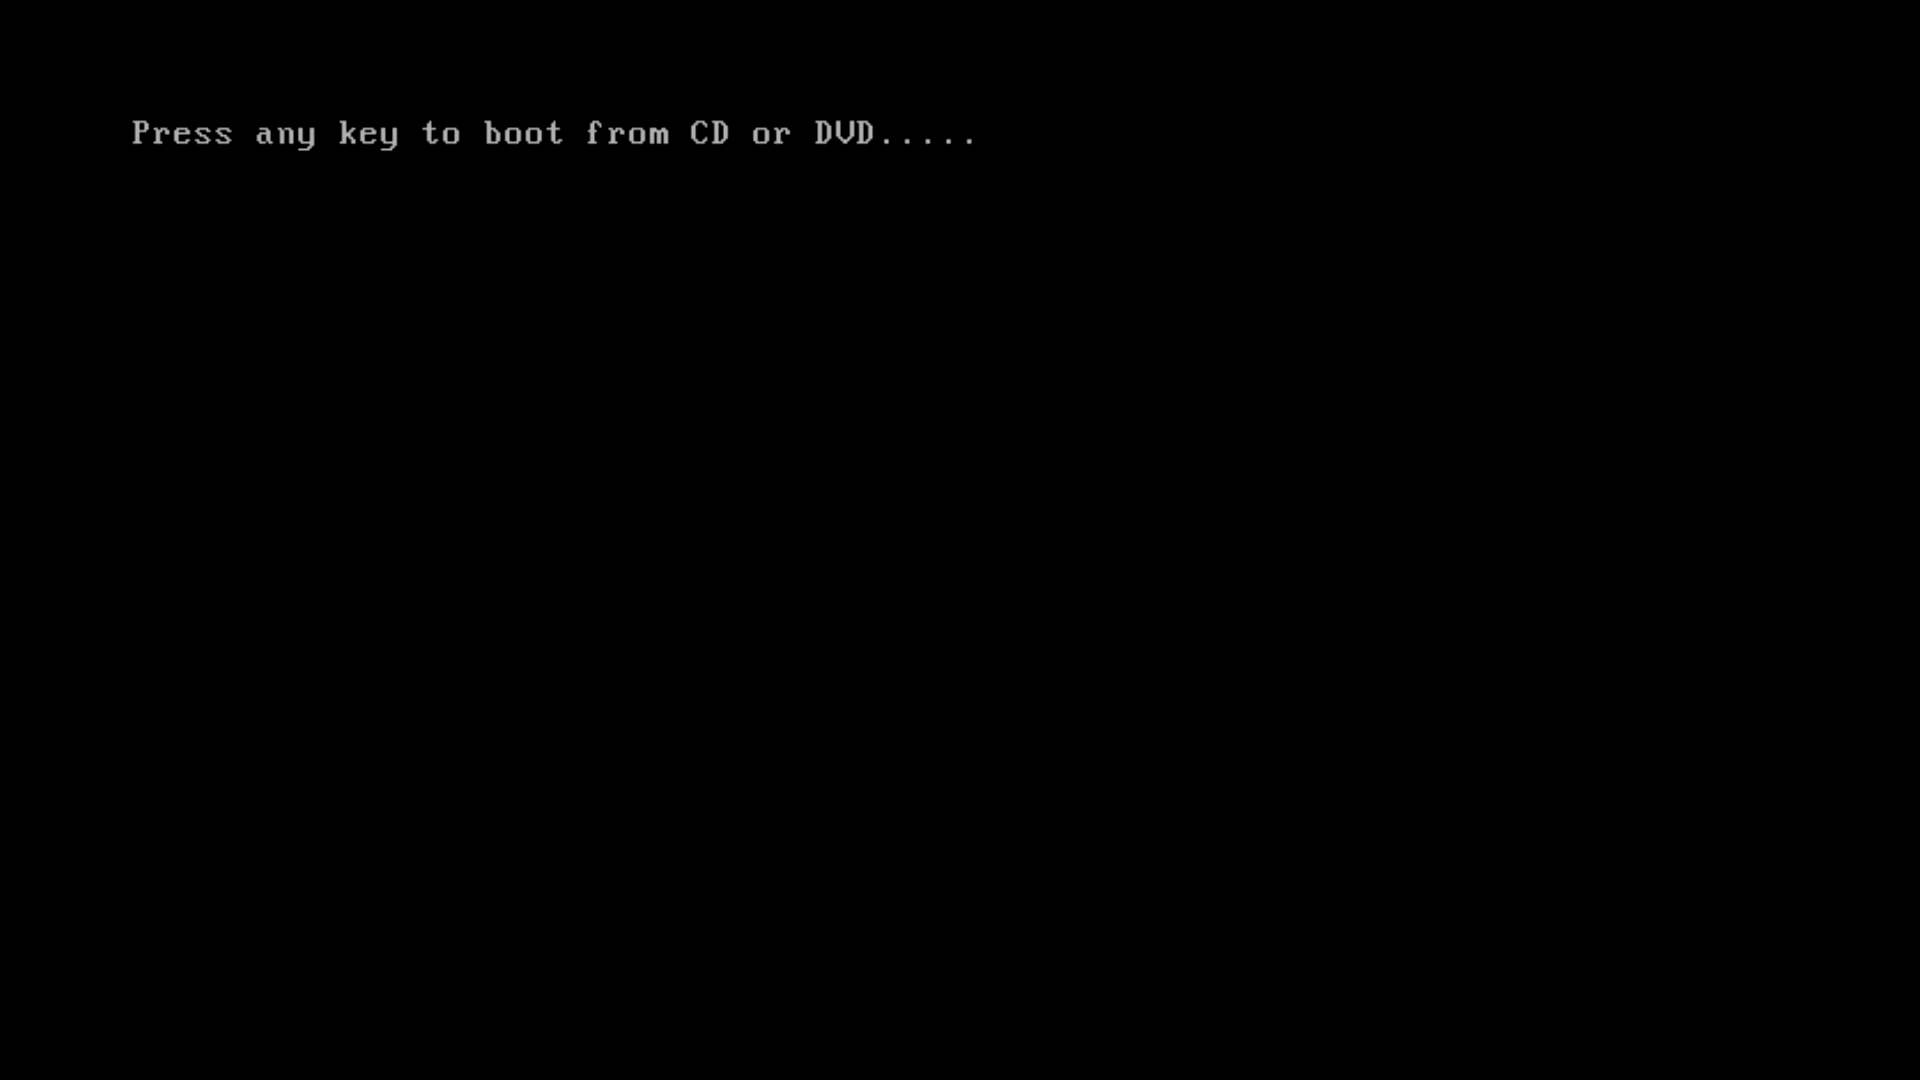 Press any key to boot from CD or DVD.....